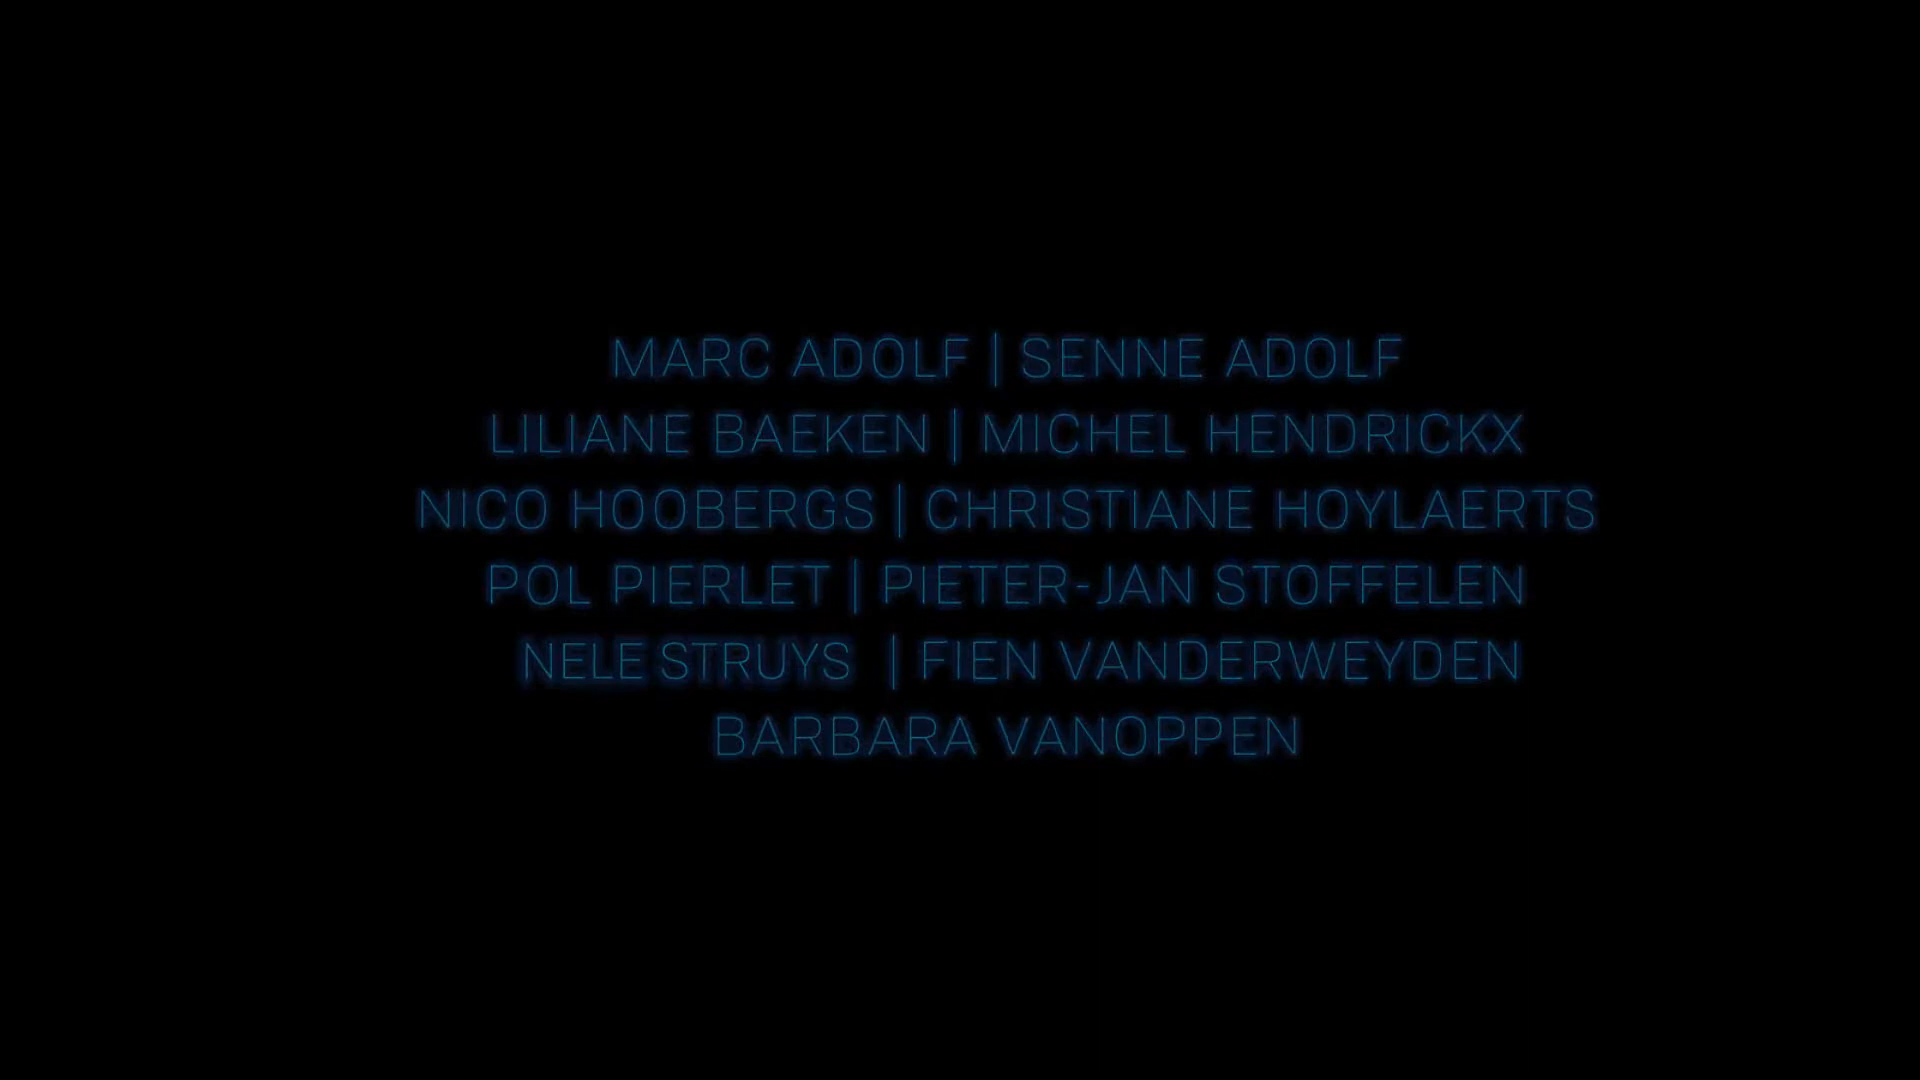 MARC ADOLF | SENNE ADOLF
LILIANE BAEKEN | MICHEL HENDRICKX
NICO HOOBERGS | CHRISTIANE HOYLAERTS
POL PIERLET | PIETER-JAN STOFFELEN
NELE STRUYS | FIEN VANDERWEYDEN
BARBARA VANOPPEN